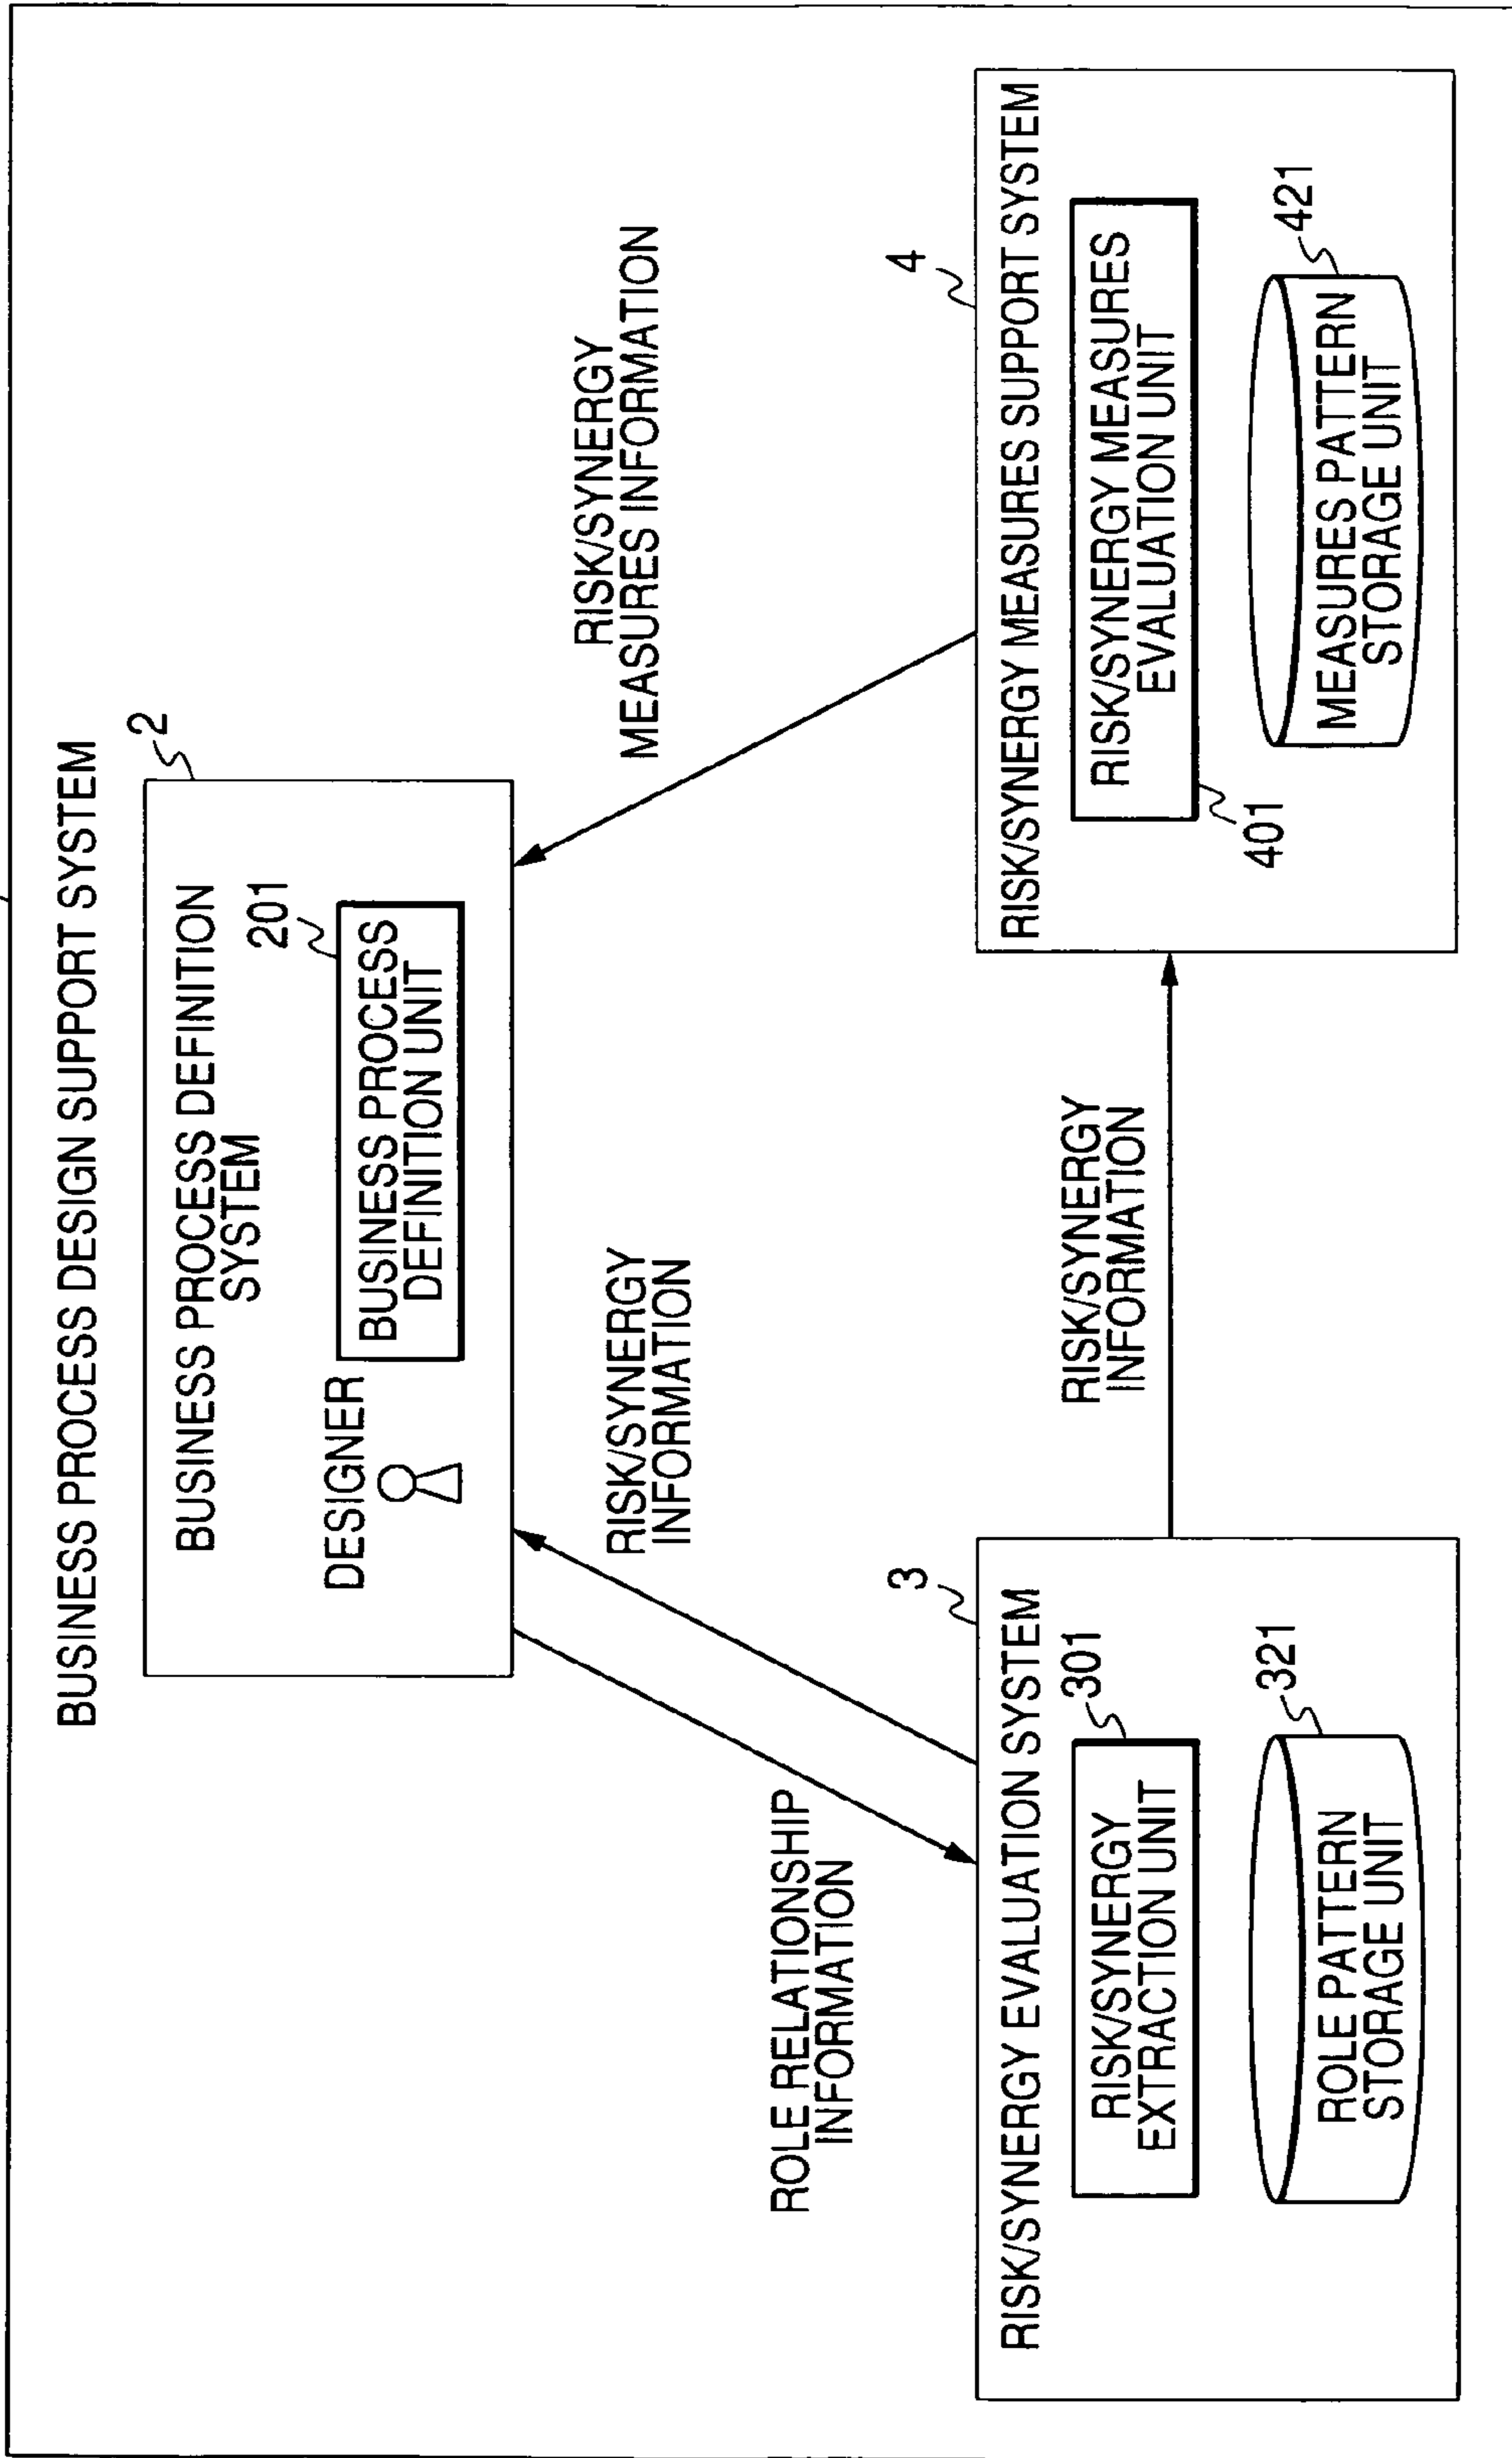 BUSINESS PROCESS DESIGN SUPPORT SYSTEM
2
BUSINESS PROCESS DEFINITION
SYSTEM
201
DESIGNER
BUSINESS PROCESS
DEFINITION UNIT
RISK/SYNERGY
MEASURES INFORMATION
RISK/SYNERGY
INFORMATION
ROLE RELATIONSHIP
INFORMATION
3
RISK/SYNERGY EVALUATION SYSTEM
301
RISK/SYNERGY
EXTRACTION UNIT
321
ROLE PATTERN
STORAGE UNIT
RISK/SYNERGY
INFORMATION
4
RISK/SYNERGY MEASURES SUPPORT SYSTEM
RISK/SYNERGY MEASURES
EVALUATION UNIT
401
421
MEASURES PATTERN
STORAGE UNIT